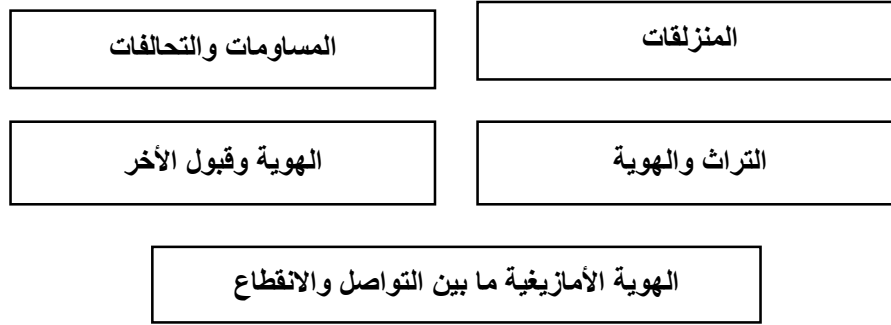 المنزلقات
المساومات والتحالفات
التراث والهوية
الهوية وقبول الأخر
الهوية الأمازيغية ما بين التواصل والانقطاع